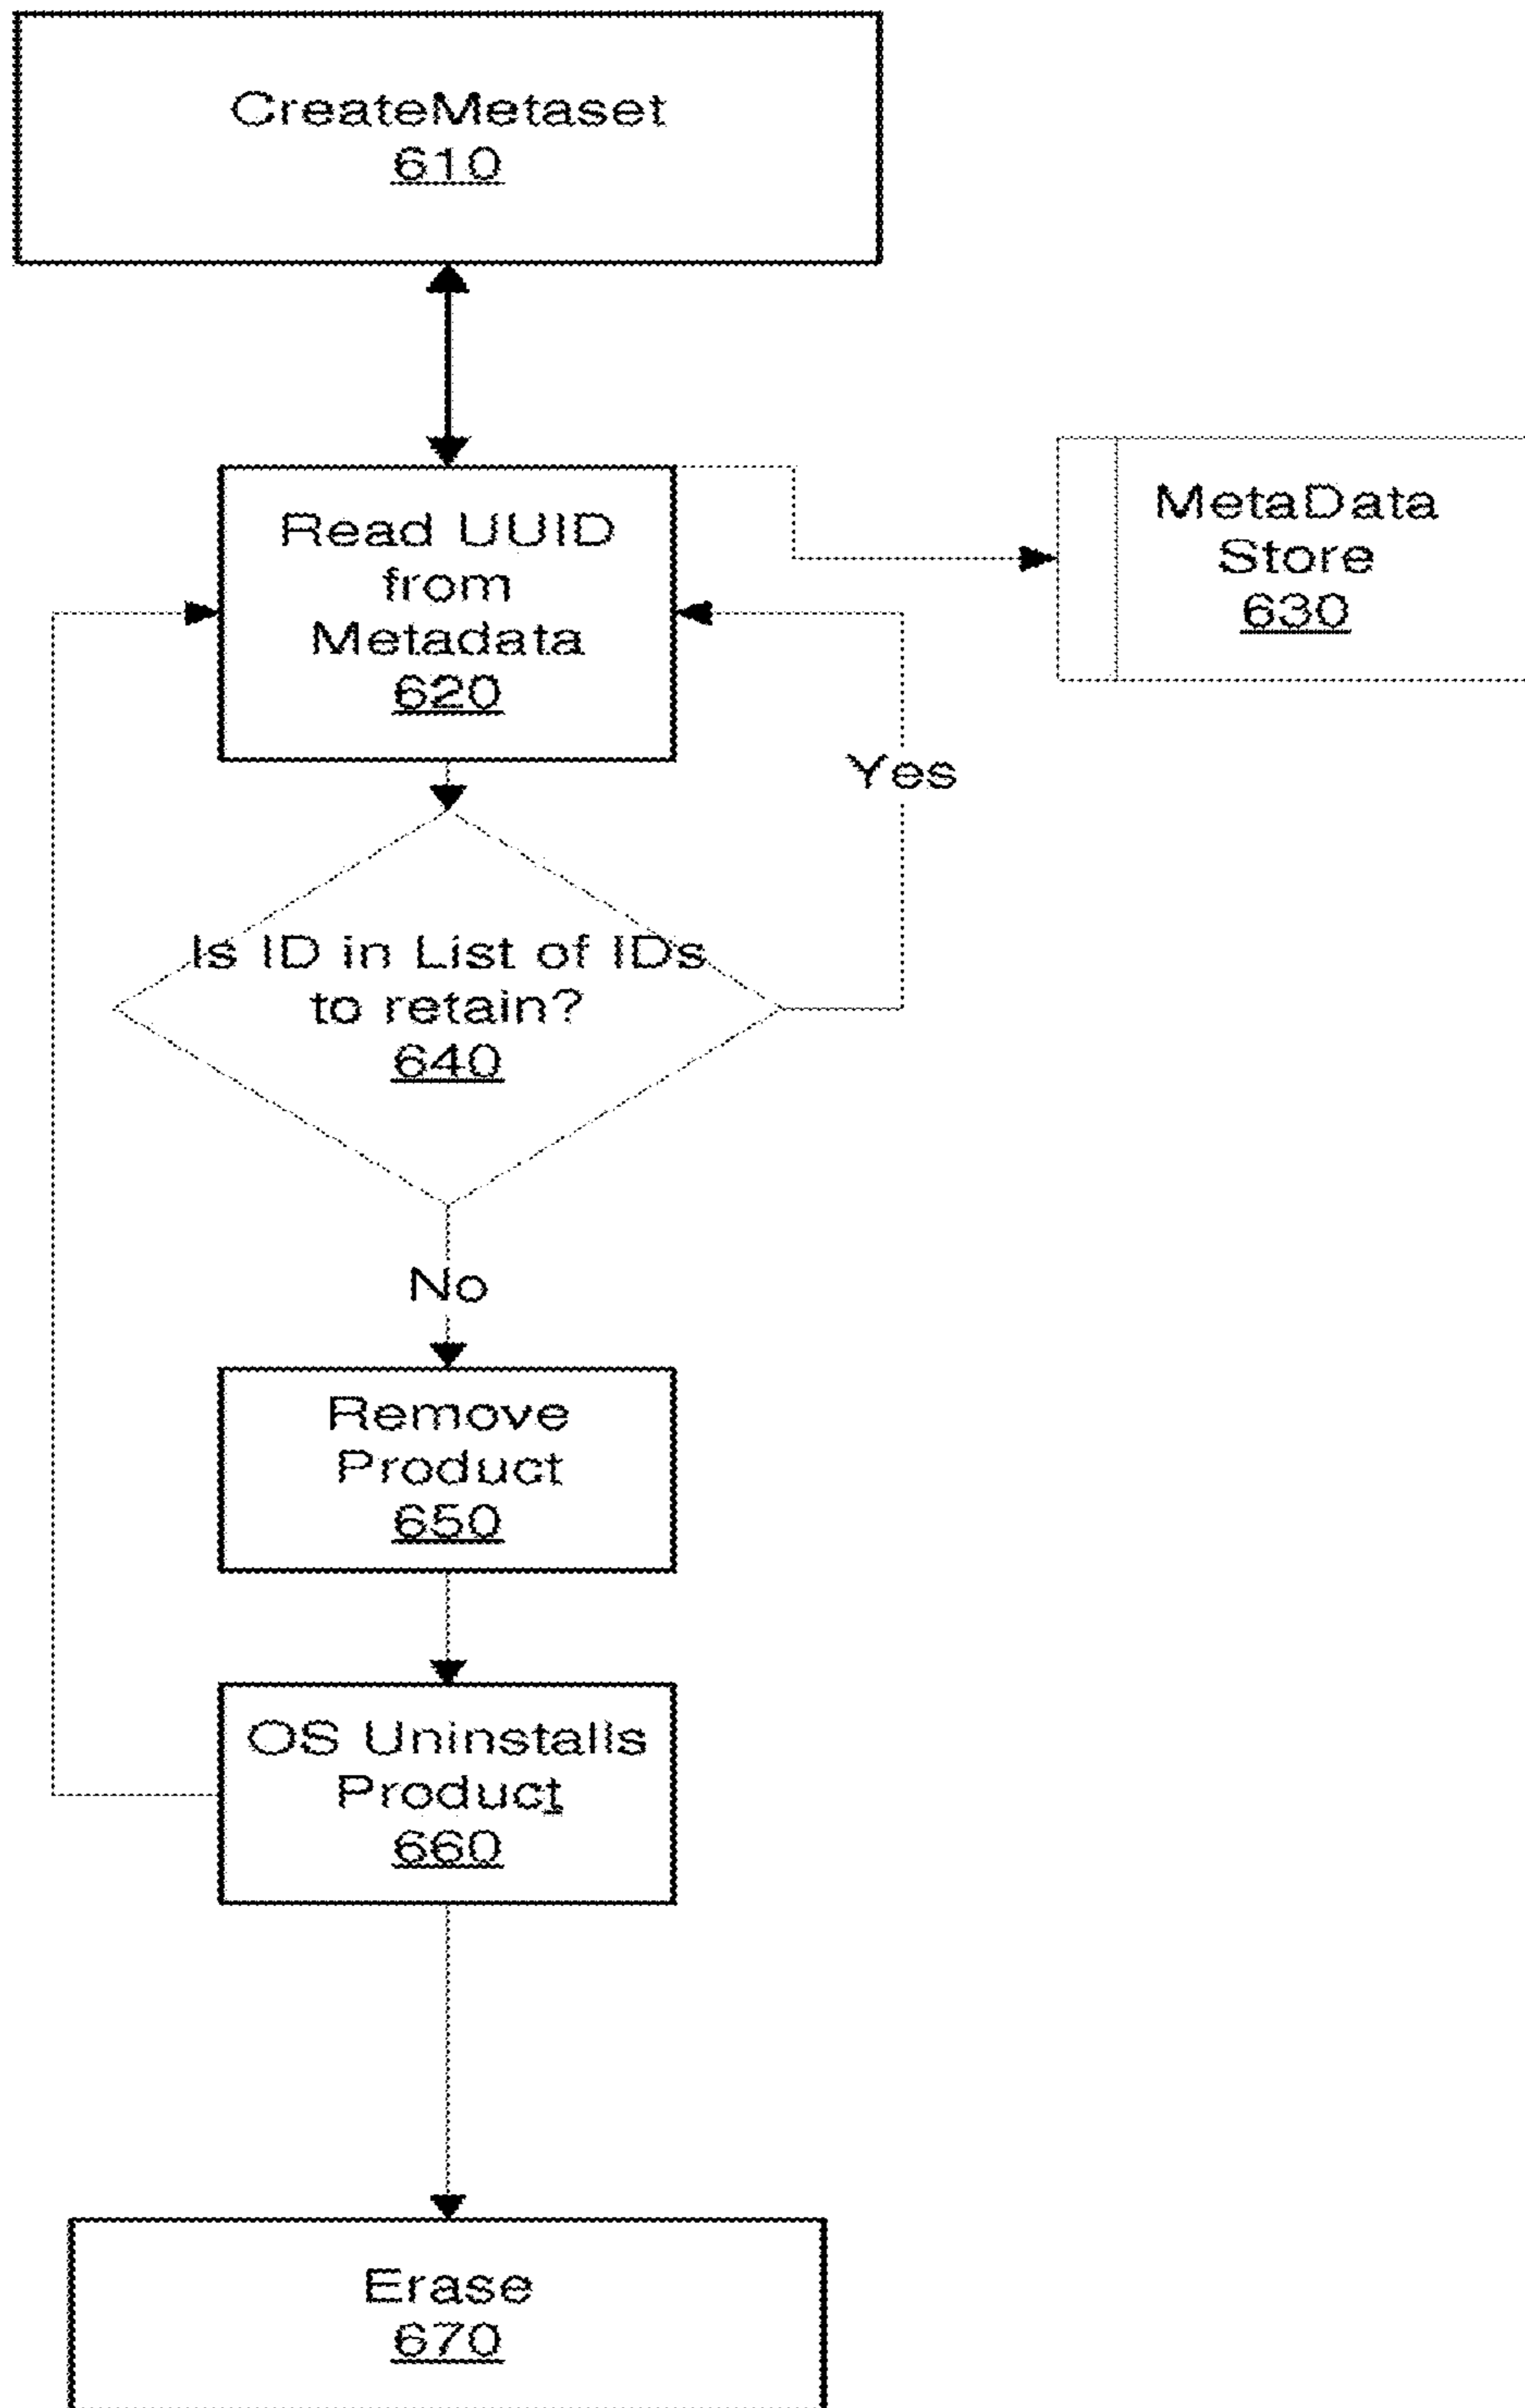 CreateMetaset
610
Read UUID
from
Metadata
620
MetaData
Store
630
Yes
Is ID in List of IDs
to retain?
640
No
Remove
Product
650
OS Uninstalls
Product
660
Erase
670